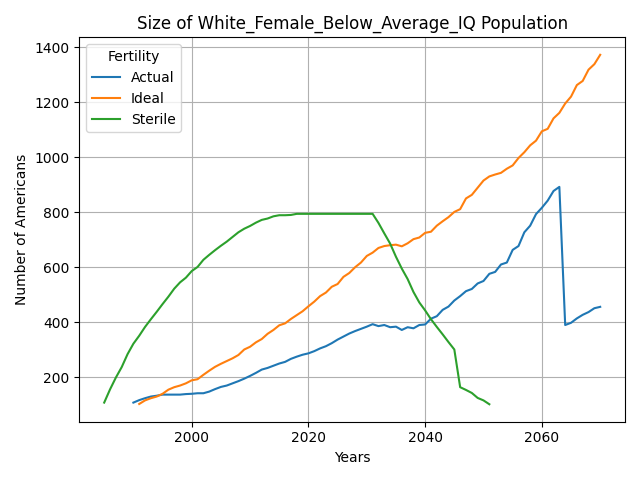 Size of White_Female_Below_Average_IQ Population
Number of Americans
1400
1200
1000
800
600
400
200
Fertility
Actual
Ideal
Sterile
2000 2020 2040 2060
Years